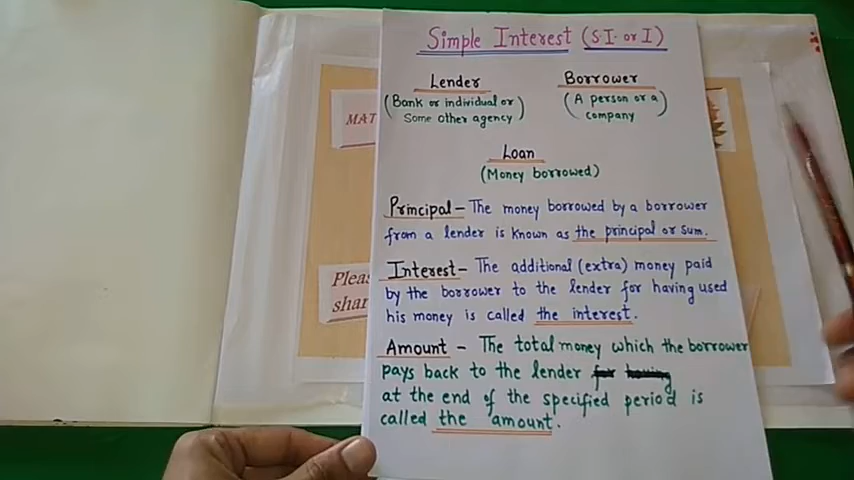 Simple Interest (S.I. or I)
Lender
Borrower
(Bank or individual or
Some other agency)
(A person or a
company)
Loan
(Money borrowed)
Principal- The money borrowed by a borrower
from a lender is known as the principal or sum.
Interest- The additional (extra) money paid
by the borrower to the lender for having used
his money is called the interest.
Amount - The total money which the borrower
pays back to the lender for having
at the end of the specified period is
called the amount.
MAT
Pleas
shar